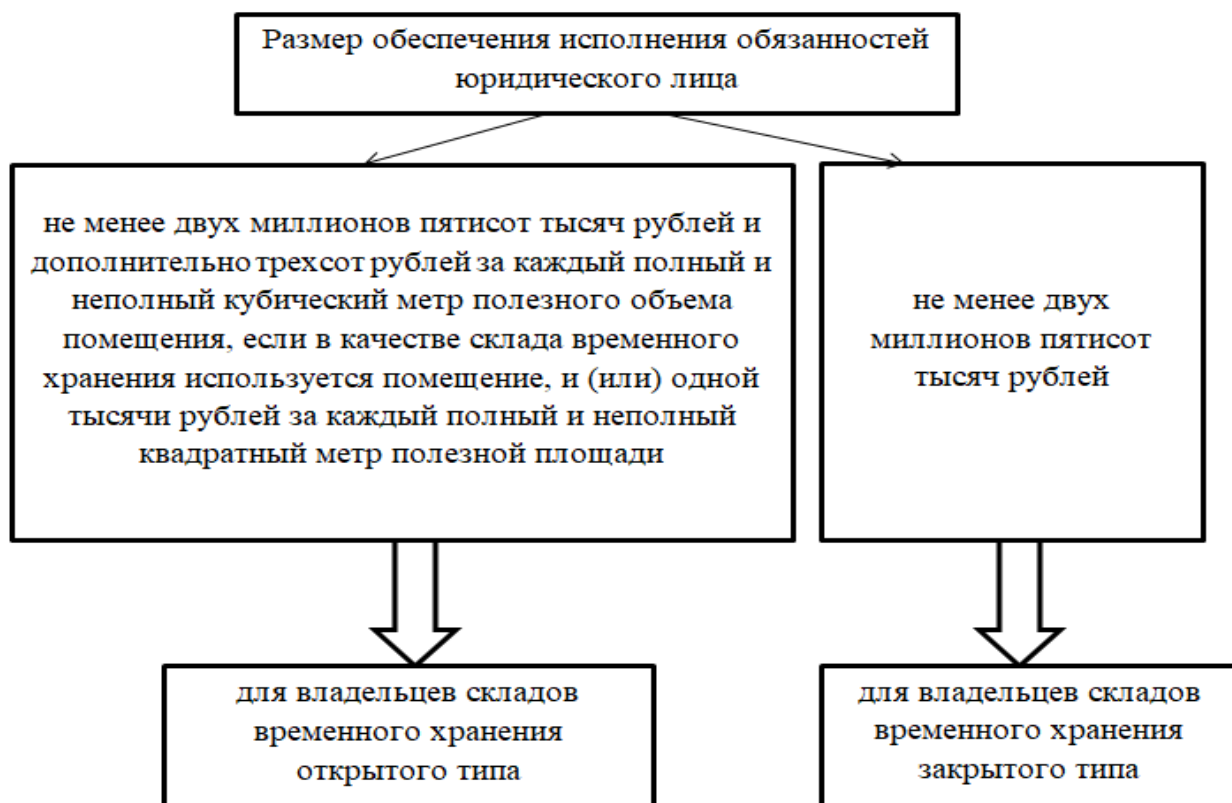 Размер обеспечения исполнения обязанностей
юридического лица
не менее двух миллионов пятисот тысяч рублей и
дополнительно трехсот рублей за каждый полный и
неполный кубический метр полезного объема
помещения, если в качестве склада временного
хранения используется помещение, и (или) одной
тысячи рублей за каждый полный и неполный
квадратный метр полезной площади
не менее двух
миллионов пятисот
тысяч рублей
для владельцев складов
временного хранения
открытого типа
для владельцев складов
временного хранения
закрытого типа